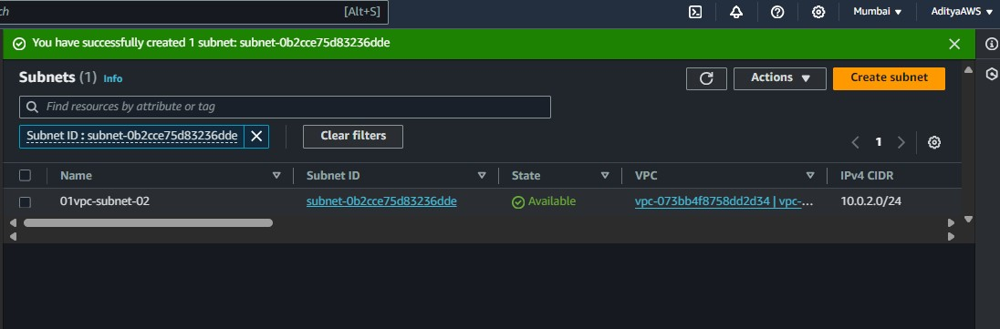 ch [Alt+S] Mumbai AdityaAWS
You have successfully created 1 subnet: subnet-0b2cce75d83236dde
Subnets (1) Info Actions Create subnet
Find resources by attribute or tag
Subnet ID : subnet-0b2cce75d83236dde Clear filters
1
Name Subnet ID State VPC IPv4 CIDR
01vpc-subnet-02 subnet-0b2cce75d83236dde Available vpc-073bb4f8758dd2d34 | vpc-... 10.0.2.0/24